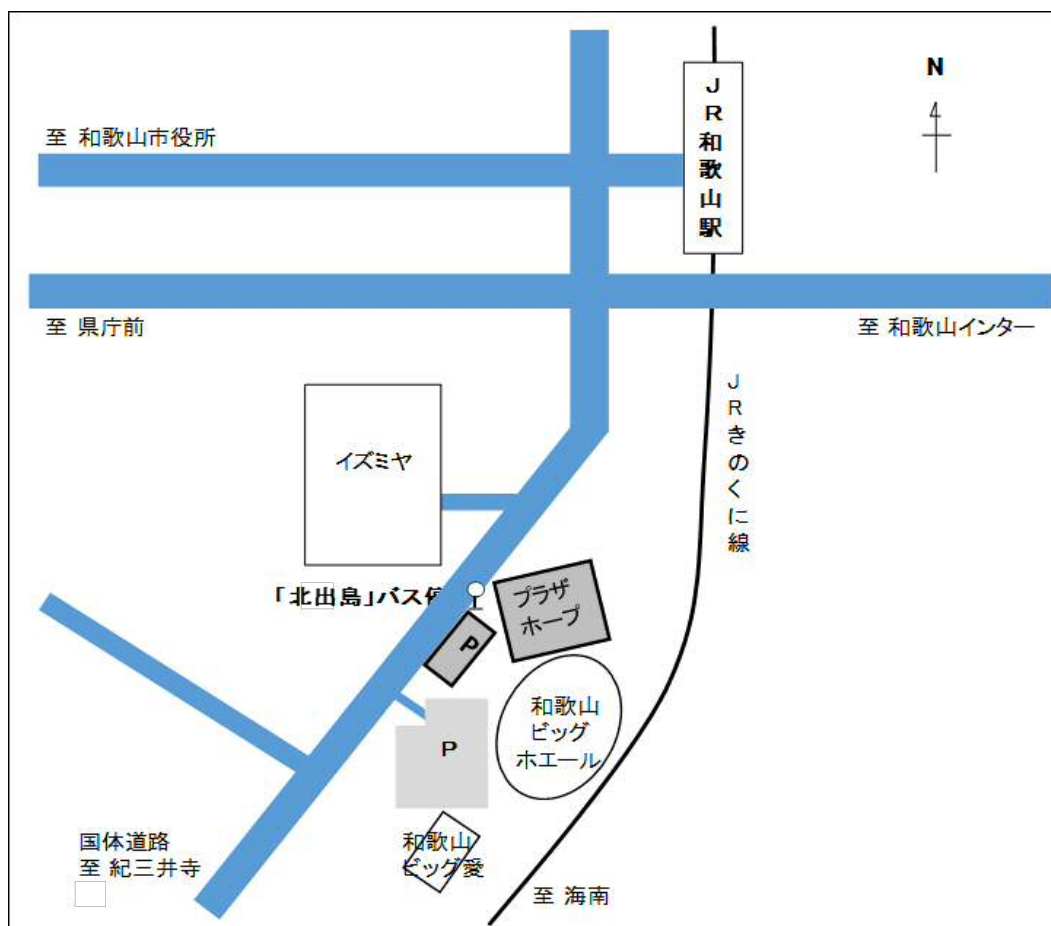 N
JR和歌山駅
至 和歌山市役所
至 県庁前
至 和歌山インター
JRきのくに線
イズミヤ
「北出島」バス
プラザ
ホープ
P
和歌山
ビッグ
ホエール
P
国体道路
至 紀三井寺
和歌山
ビッグ愛
至 海南